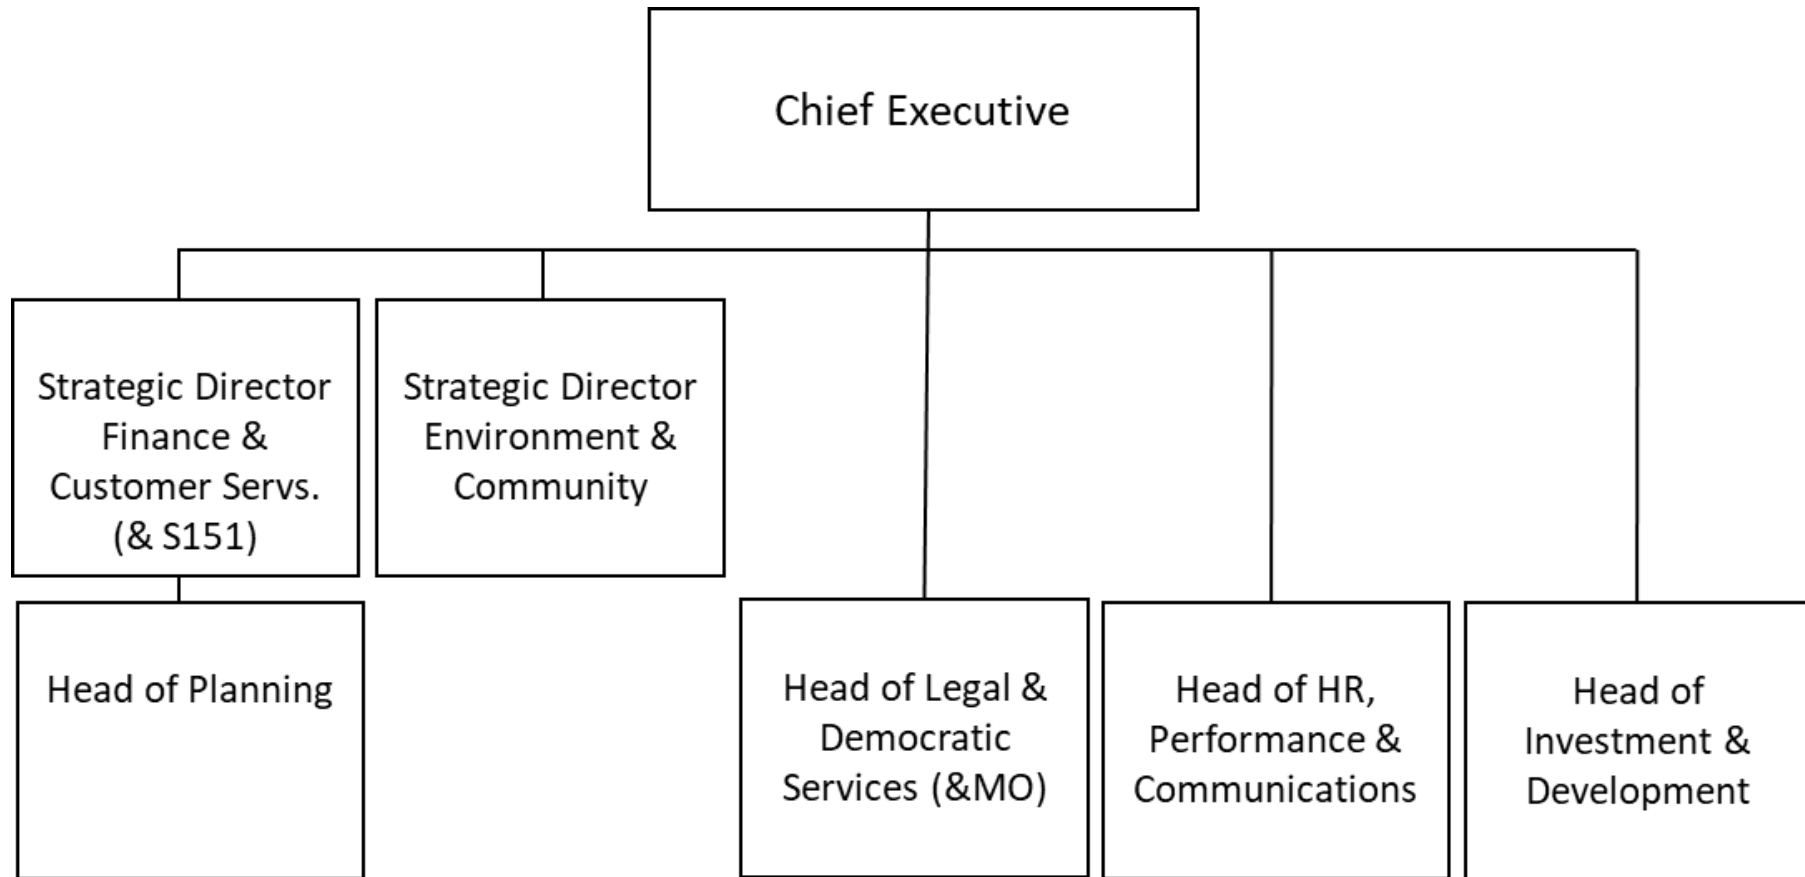 Chief Executive
Strategic Director
Finance &
Customer Servs.
(& S151)
Strategic Director
Environment &
Community
Head of Planning
Head of Legal &
Democratic
Services (&MO)
Head of HR,
Performance &
Communications
Head of
Investment &
Development